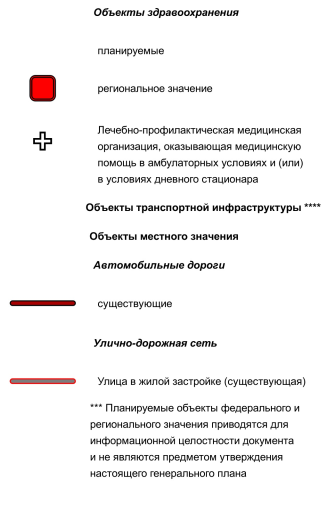 Объекты здравоохранения
планируемые
региональное значение
Лечебно-профилактическая медицинская
организация, оказывающая медицинскую
помощь в амбулаторных условиях и (или)
в условиях дневного стационара
Объекты транспортной инфраструктуры ****
Объекты местного значения
Автомобильные дороги
существующие
Улично-дорожная сеть
Улица в жилой застройке (существующая)
*** Планируемые объекты федерального и
регионального значения приводятся для
информационной целостности документа
и не являются предметом утверждения
настоящего генерального плана